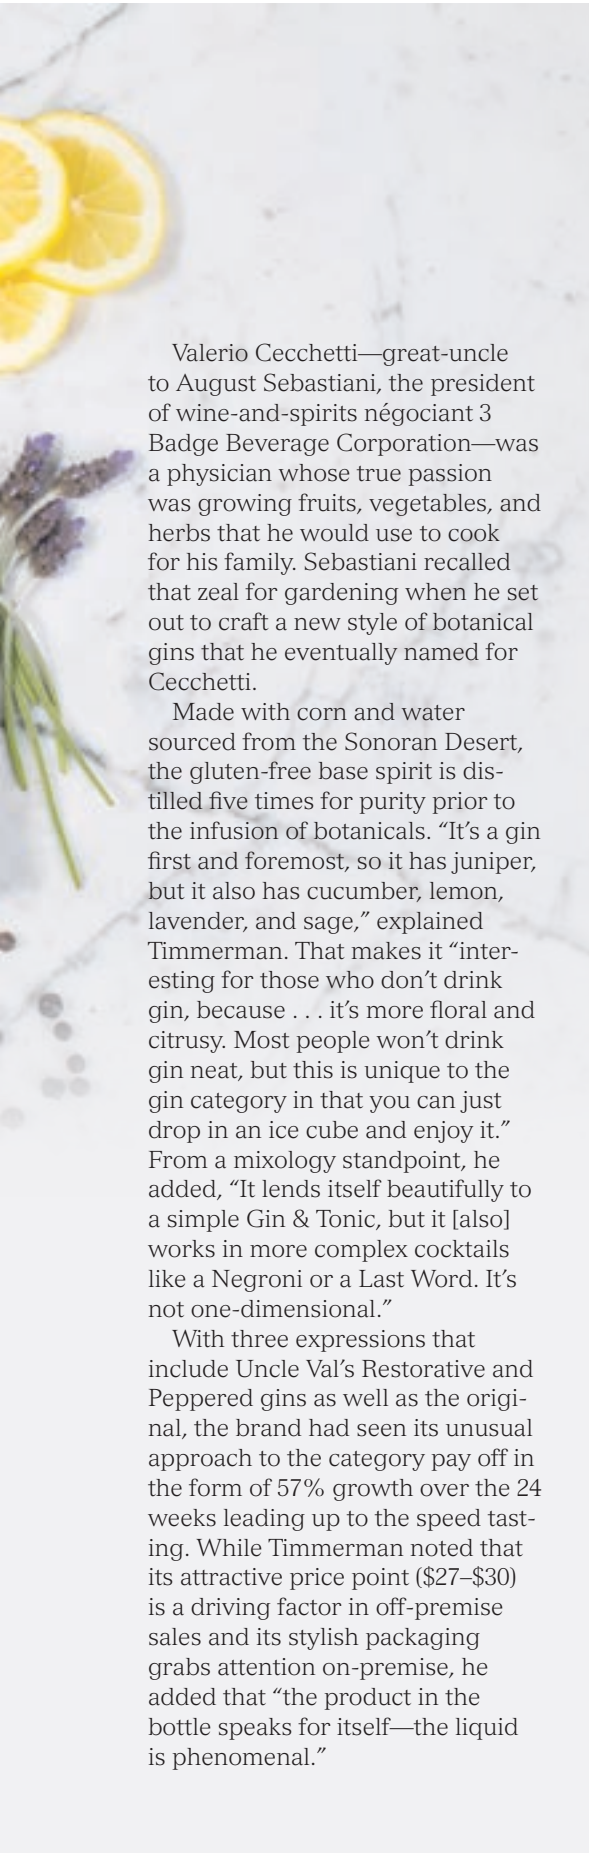 Valerio Cecchetti—great-uncle
to August Sebastiani, the president
of wine-and-spirits négociant 3
Badge Beverage Corporation—was
a physician whose true passion
was growing fruits, vegetables, and
herbs that he would use to cook
for his family. Sebastiani recalled
that zeal for gardening when he set
out to craft a new style of botanical
gins that he eventually named for
Cecchetti.
Made with corn and water
sourced from the Sonoran Desert,
the gluten-free base spirit is dis-
tilled five times for purity prior to
the infusion of botanicals. “It’s a gin
first and foremost, so it has juniper,
but it also has cucumber, lemon,
lavender, and sage,” explained
Timmerman. That makes it “inter-
esting for those who don’t drink
gin, because . . . it’s more floral and
citrusy. Most people won’t drink
gin neat, but this is unique to the
gin category in that you can just
drop in an ice cube and enjoy it.”
From a mixology standpoint, he
added, “It lends itself beautifully to
a simple Gin & Tonic, but it [also]
works in more complex cocktails
like a Negroni or a Last Word. It’s
not one-dimensional.”
With three expressions that
include Uncle Val’s Restorative and
Peppered gins as well as the origi-
nal, the brand had seen its unusual
approach to the category pay off in
the form of 57% growth over the 24
weeks leading up to the speed tast-
ing. While Timmerman noted that
its attractive price point ($27–$30)
is a driving factor in off-premise
sales and its stylish packaging
grabs attention on-premise, he
added that “the product in the
bottle speaks for itself—the liquid
is phenomenal.”